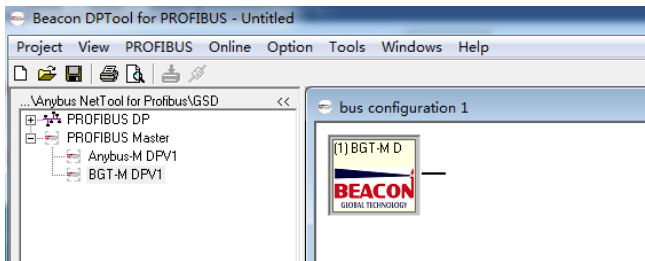 Beacon DPTool for PROFIBUS - Untitled
Project View PROFIBUS Online Option Tools Windows Help
...\Anybus NetTool for Profibus\GSD <<
PROFIBUS DP
PROFIBUS Master
Anybus-M DPV1
BGT-M DPV1
bus configuration 1
(1) BGT-M D
BEACON
GLOBAL TECHNOLOGY